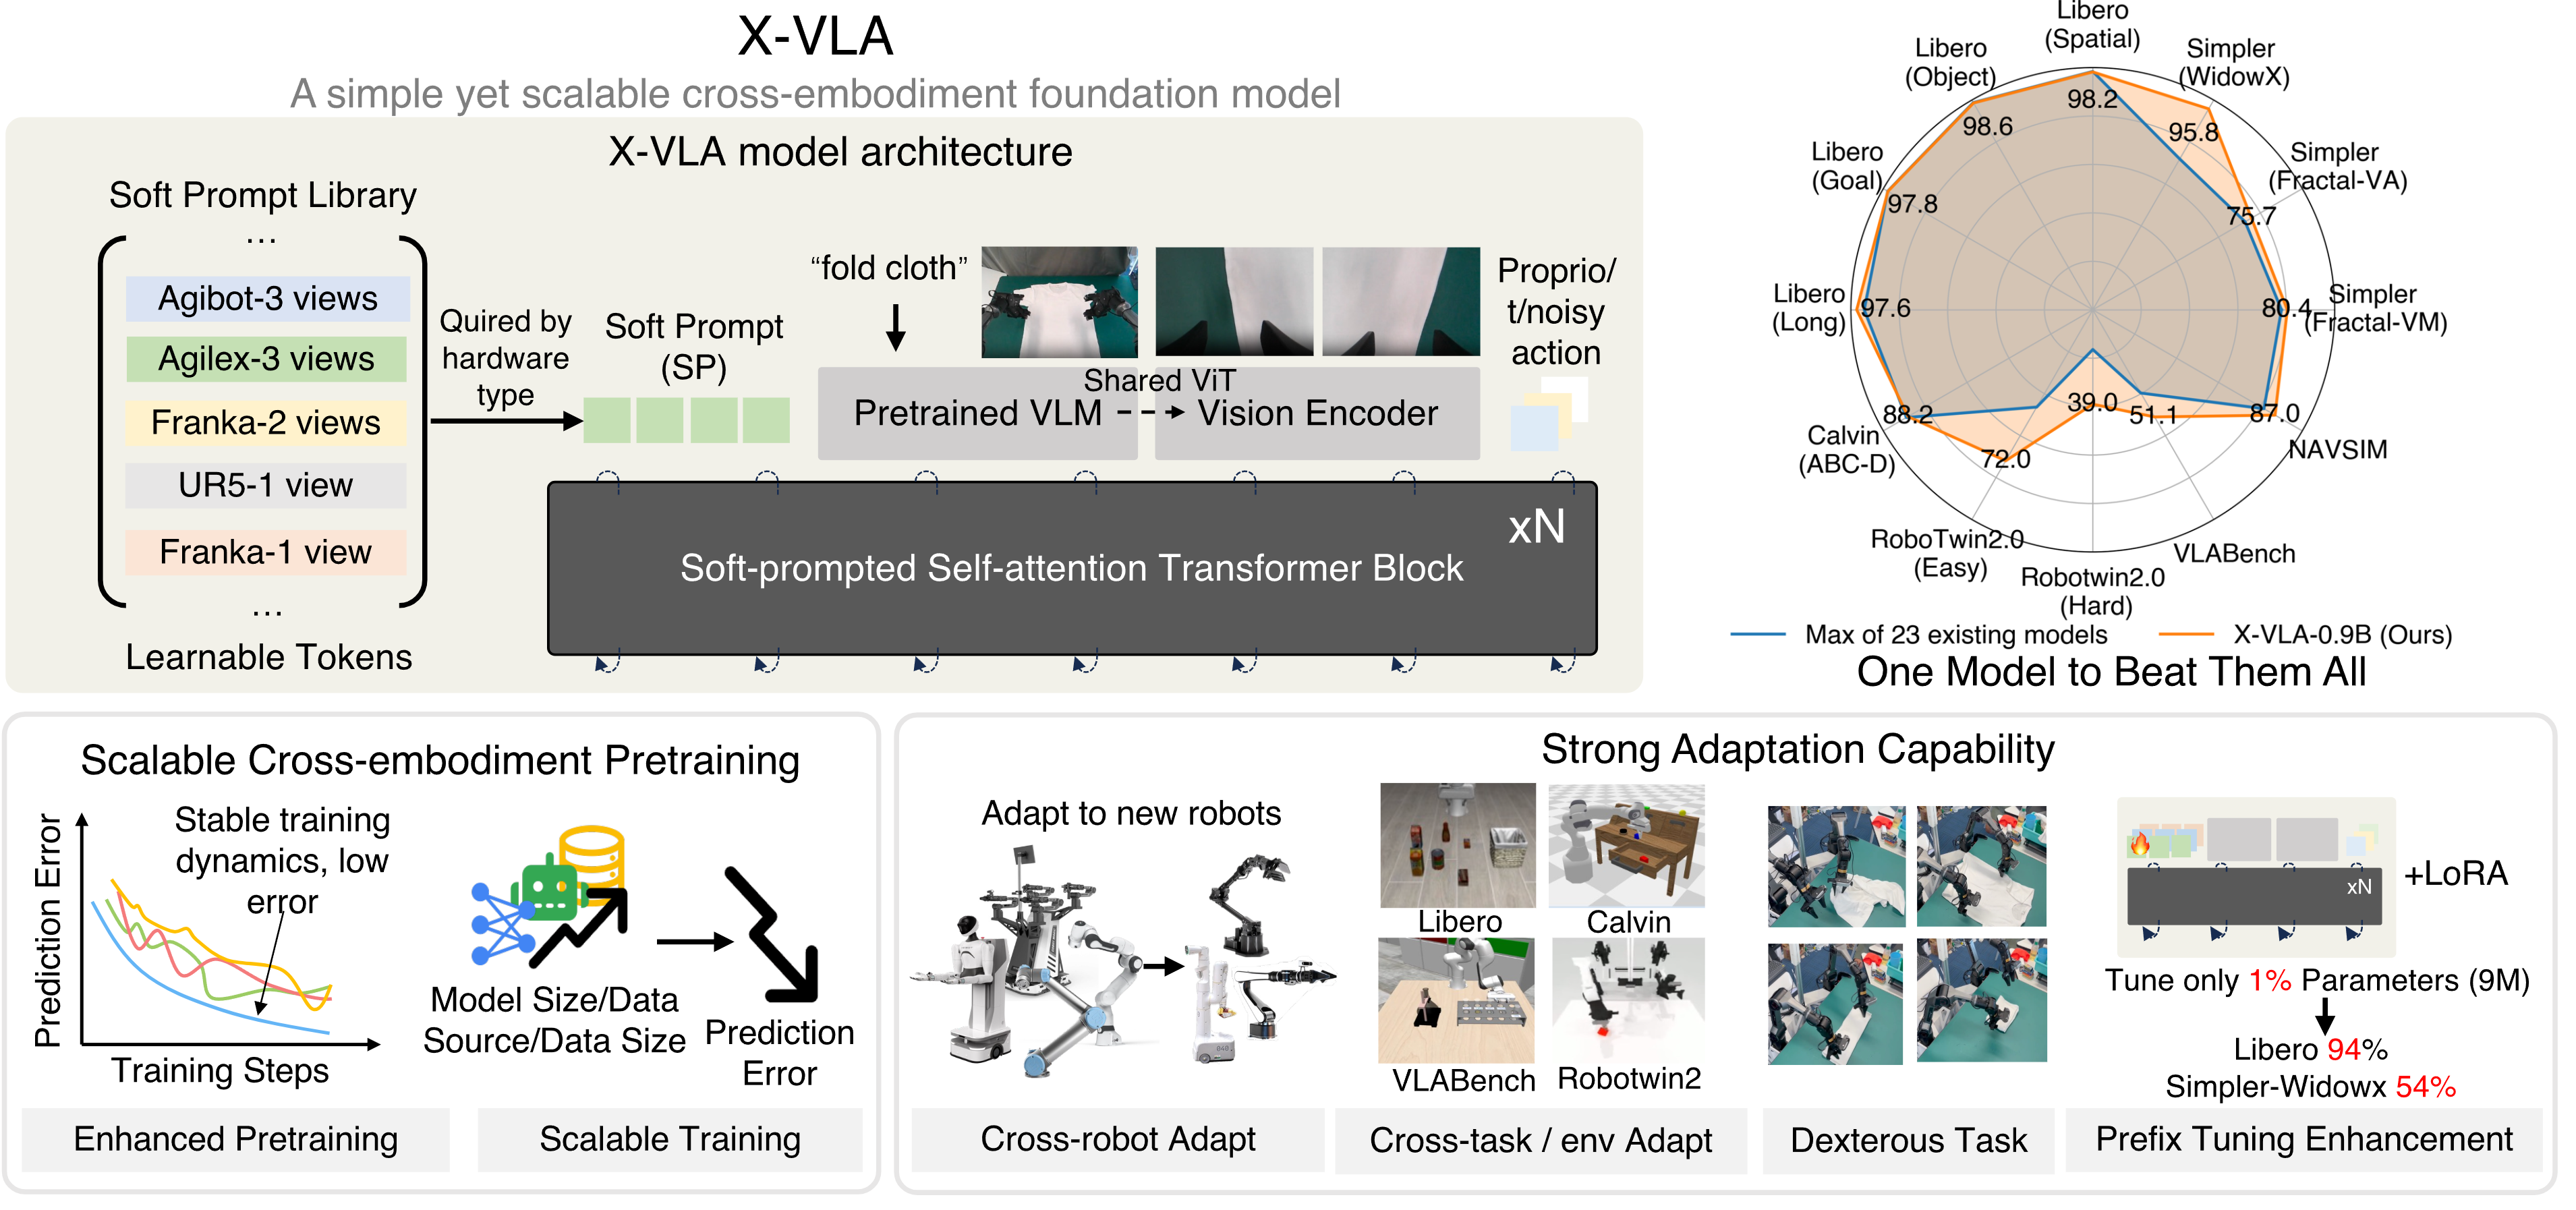 X-VLA
A simple yet scalable cross-embodiment foundation model
X-VLA model architecture
Soft Prompt Library
...
Agibot-3 views
Agilex-3 views
Franka-2 views
UR5-1 view
Franka-1 view
...
Learnable Tokens
Quired by
hardware
type
Soft Prompt
(SP)
“fold cloth”
Proprio/
t/noisy
action
Shared ViT
Pretrained VLM
Vision Encoder
xN
Soft-prompted Self-attention Transformer Block
Libero
(Spatial)
Simpler
(WidowX)
Simpler
(Fractal-VA)
Simpler
(Fractal-VM)
NAVSIM
VLABench
Robotwin2.0
(Hard)
RoboTwin2.0
(Easy)
Calvin
(ABC-D)
Libero
(Long)
Libero
(Goal)
Libero
(Object)
98.2
95.8
75.7
80.4
87.0
51.1
39.0
72.0
88.2
97.6
97.8
98.6
Max of 23 existing models
X-VLA-0.9B (Ours)
One Model to Beat Them All
Scalable Cross-embodiment Pretraining
Prediction Error
Stable training
dynamics, low
error
Training Steps
Model Size/Data
Source/Data Size
Prediction
Error
Enhanced Pretraining
Scalable Training
Strong Adaptation Capability
Adapt to new robots
Libero
Calvin
VLABench
Robotwin2
xN
+LoRA
Tune only 1% Parameters (9M)
Libero 94%
Simpler-Widowx 54%
Cross-robot Adapt
Cross-task / env Adapt
Dexterous Task
Prefix Tuning Enhancement